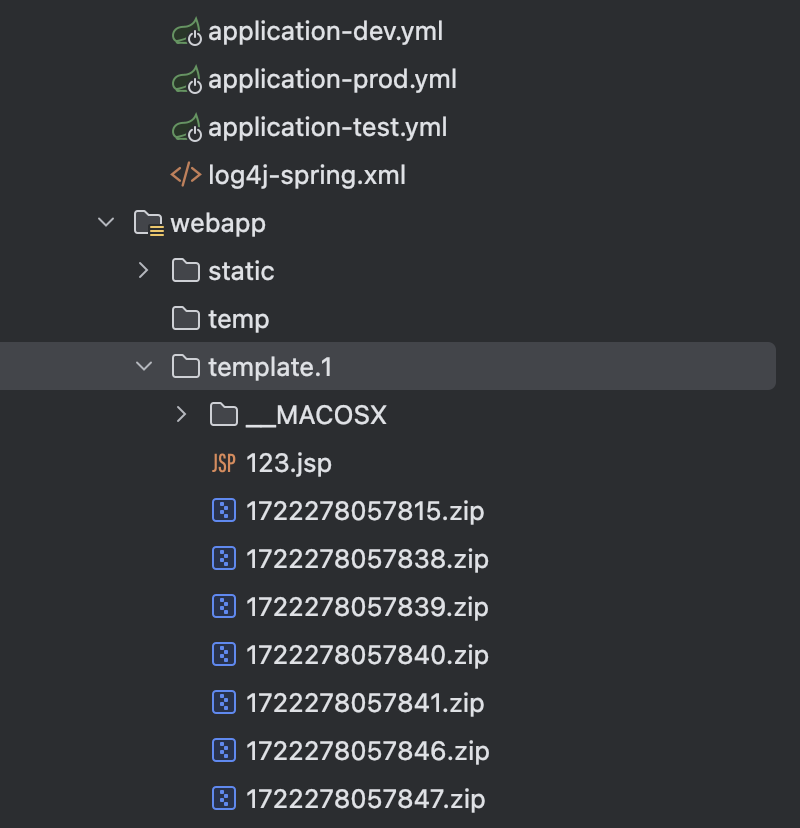 application-dev.yml
application-prod.yml
application-test.yml
</> log4j-spring.xml
webapp
static
temp
template.1
__MACOSX
JSP 123.jsp
1722278057815.zip
1722278057838.zip
1722278057839.zip
1722278057840.zip
1722278057841.zip
1722278057846.zip
1722278057847.zip